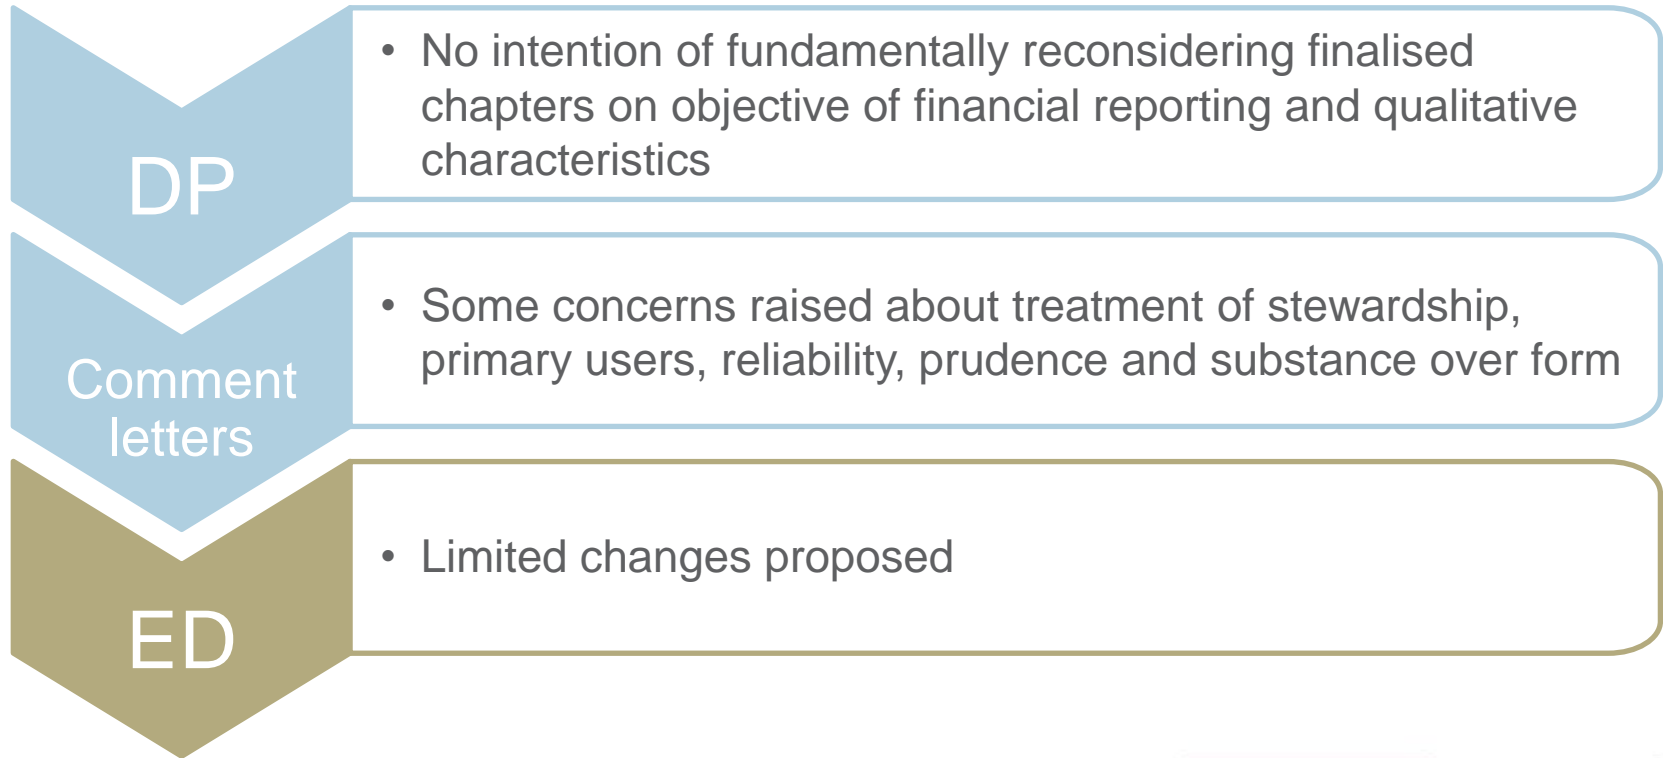 DP
• No intention of fundamentally reconsidering finalised
chapters on objective of financial reporting and qualitative
characteristics
Comment
letters
• Some concerns raised about treatment of stewardship,
primary users, reliability, prudence and substance over form
ED
• Limited changes proposed